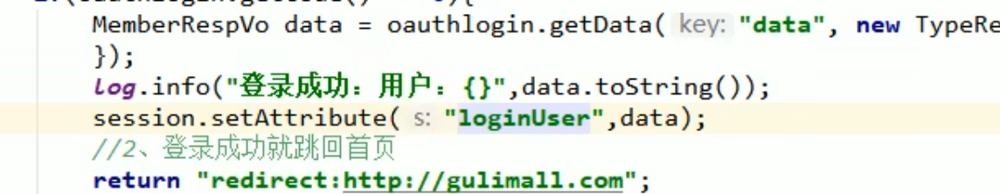 MemberRespVo data = oauthlogin.getData( key: "data", new TypeRe
});
log.info("登录成功：用户：{}",data.toString());
session.setAttribute( s: "loginUser",data);
//2、登录成功就跳回首页
return "redirect:http://gulimall.com";